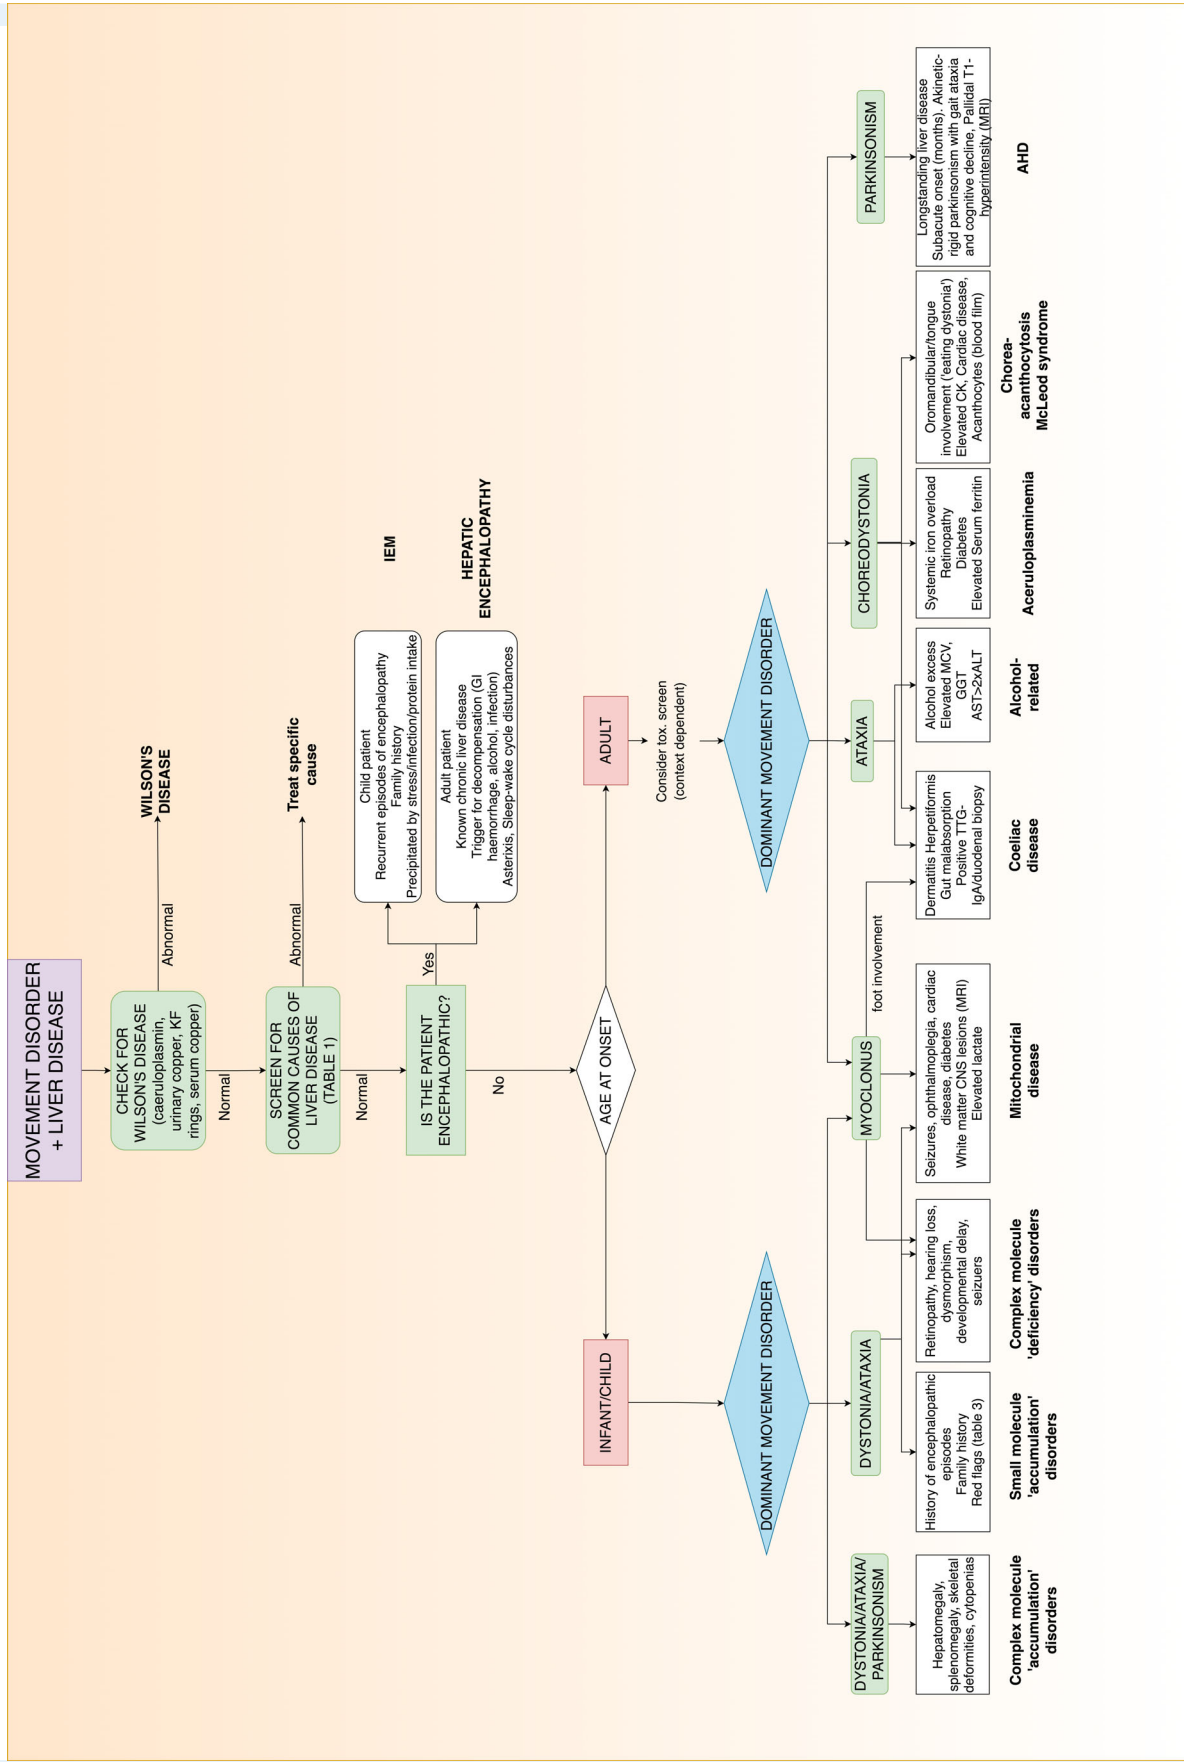 MOVEMENT DISORDER
+ LIVER DISEASE
CHECK FOR
WILSON'S DISEASE
(caeruloplasmin,
urinary copper, KF
rings, serum copper)
Abnormal
WILSON'S
DISEASE
Normal
SCREEN FOR
COMMON CAUSES OF
LIVER DISEASE
(TABLE 1)
Abnormal
Treat specific
cause
Normal
IS THE PATIENT
ENCEPHALOPATHIC?
Yes
Child patient
Recurrent episodes of encephalopathy
Family history
Precipitated by stress/infection/protein intake
IEM
Adult patient
Known chronic liver disease
Trigger for decompensation (GI
haemorrhage, alcohol, infection)
Asterixis, Sleep-wake cycle disturbances
HEPATIC
ENCEPHALOPATHY
No
AGE AT ONSET
INFANT/CHILD
ADULT
Consider tox. screen
(context dependent)
DOMINANT MOVEMENT DISORDER
DOMINANT MOVEMENT DISORDER
DYSTONIA/ATAXIA/
PARKINSONISM
DYSTONIA/ATAXIA
MYOCLONUS
foot involvement
ATAXIA
CHOREODYSTONIA
PARKINSONISM
Hepatomegaly,
splenomegaly, skeletal
deformities, cytopenias
Complex molecule
'accumulation'
disorders
History of encephalopathic
episodes
Family history
Red flags (table 3)
Small molecule
'accumulation'
disorders
Retinopathy, hearing loss,
dysmorphism,
developmental delay,
seizuers
Complex molecule
'deficiency' disorders
Seizures, ophthalmoplegia, cardiac
disease, diabetes
White matter CNS lesions (MRI)
Elevated lactate
Mitochondrial
disease
Dermatitis Herpetiformis
Gut malabsorption
Positive TTG-
IgA/duodenal biopsy
Coeliac
disease
Alcohol excess
Elevated MCV,
GGT
AST>2xALT
Alcohol-
related
Systemic iron overload
Retinopathy
Diabetes
Elevated Serum ferritin
Aceruloplasminemia
Oromandibular/tongue
involvement ('eating dystonia')
Elevated CK, Cardiac disease,
Acanthocytes (blood film)
Chorea-
acanthocytosis
McLeod syndrome
Longstanding liver disease
Subacute onset (months). Akinetic-
rigid parkinsonism with gait ataxia
and cognitive decline, Pallidal T1-
hyperintensity (MRI)
AHD